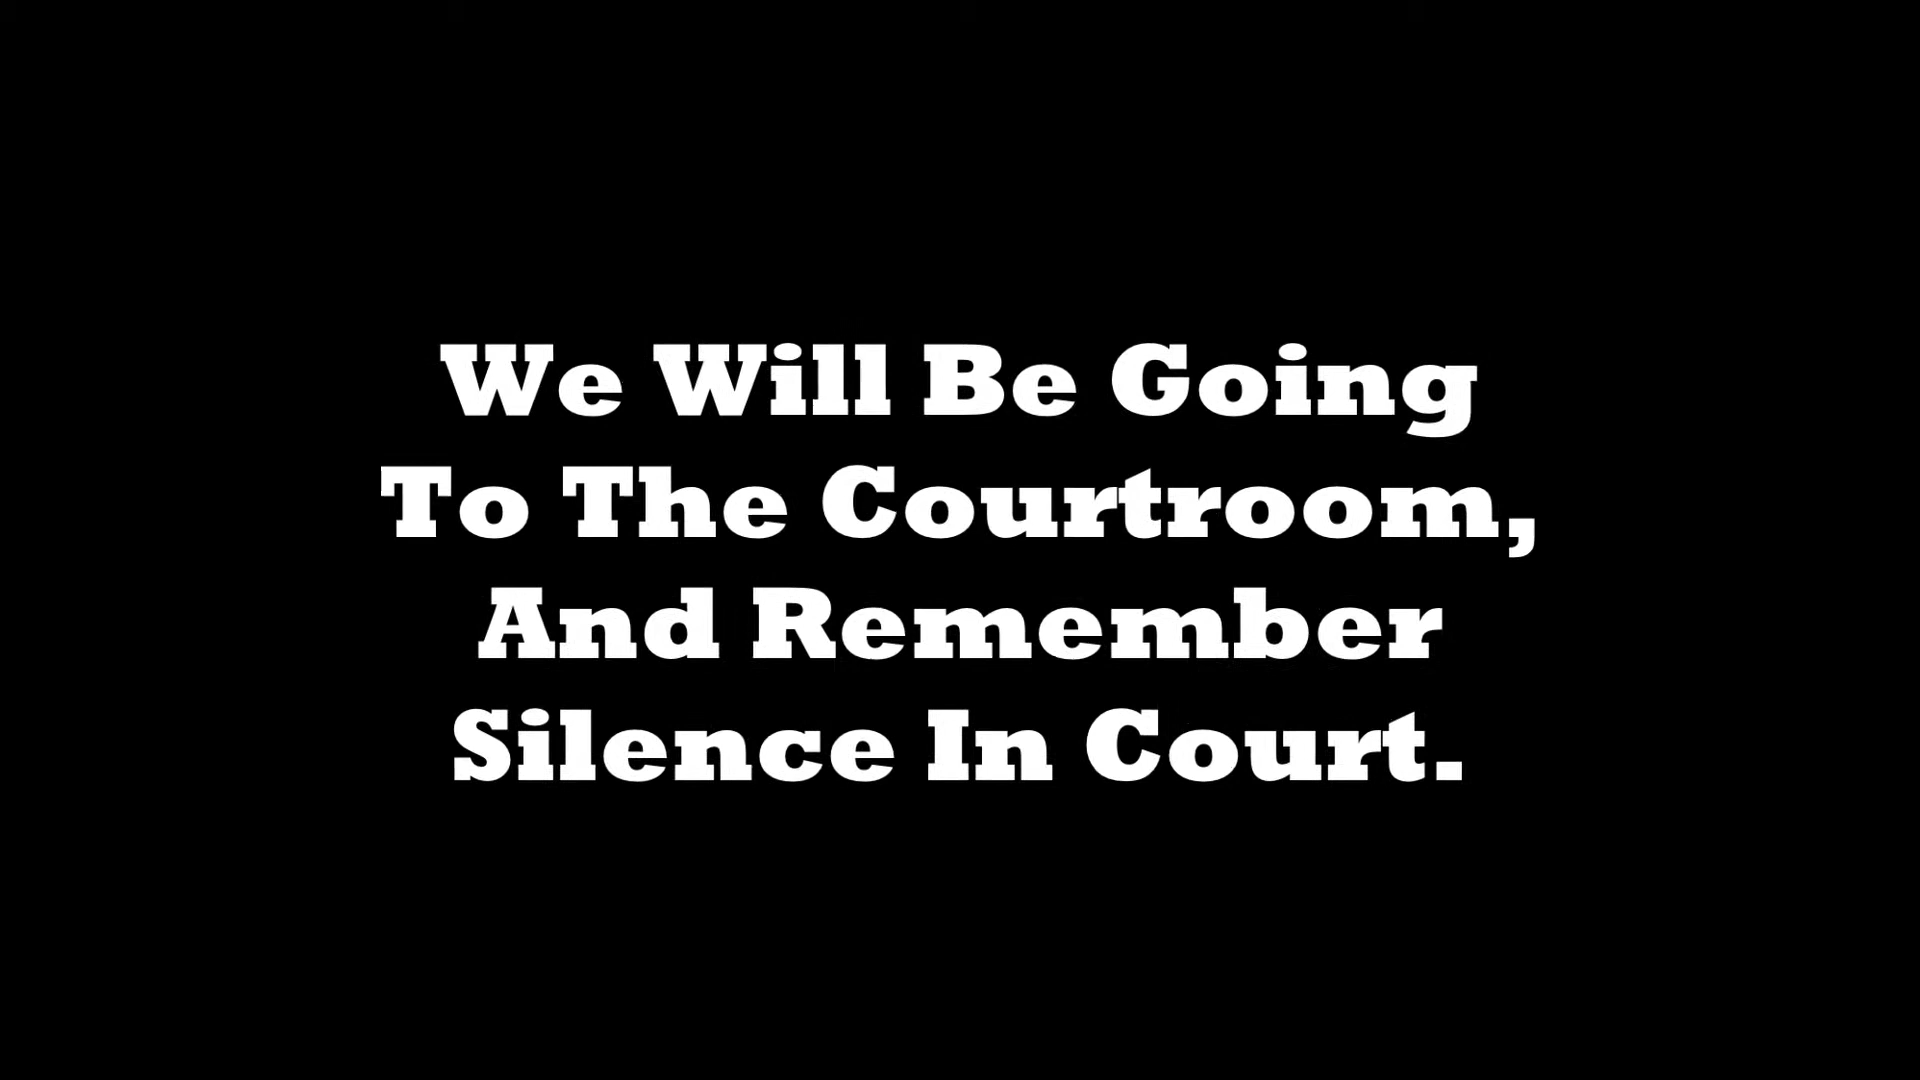 We Will Be Going
To The Courtroom,
And Remember
Silence In Court.